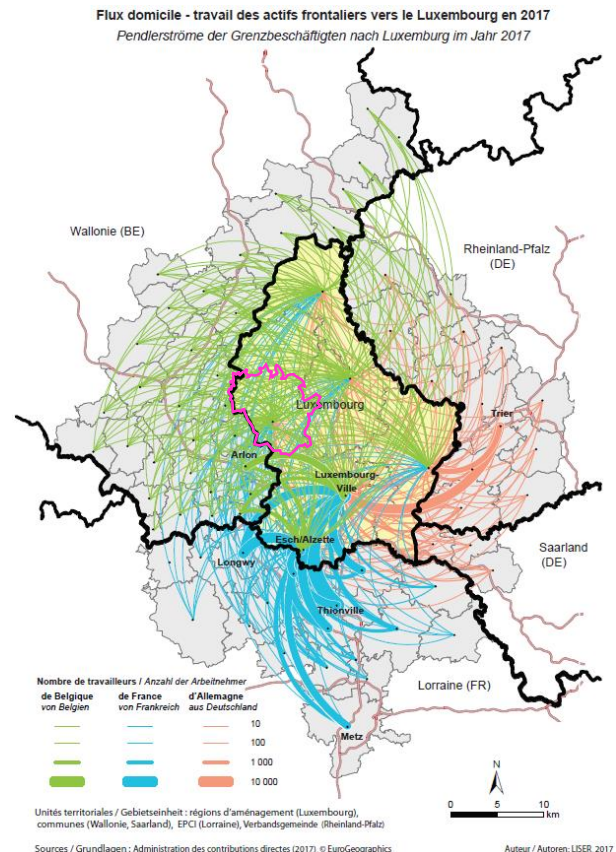 Flux domicile - travail des actifs frontaliers vers le Luxembourg en 2017
Pendlerströme der Grenzbeschäftigten nach Luxemburg im Jahr 2017
Wallonie (BE)
Rheinland-Pfalz
(DE)
Luxembourg
Trier
Arlon
Luxembourg-
Ville
Esch/Alzette
Longwy
Saarland
(DE)
Thionville
Lorraine (FR)
Metz
Nombre de travailleurs / Anzahl der Arbeitnehmer
de Belgique de France d'Allemagne
von Belgien von Frankreich aus Deutschland
10
100
1 000
10 000
N
0 5 10
km
Unités territoriales / Gebietseinheit : régions d'aménagement (Luxembourg),
communes (Wallonie, Saarland), EPCI (Lorraine), Verbandsgemeinde (Rheinland-Pfalz)
Sources / Grundlagen : Administration des contributions directes (2017) © EuroGeographics
Auteur / Autoren: LISER 2017